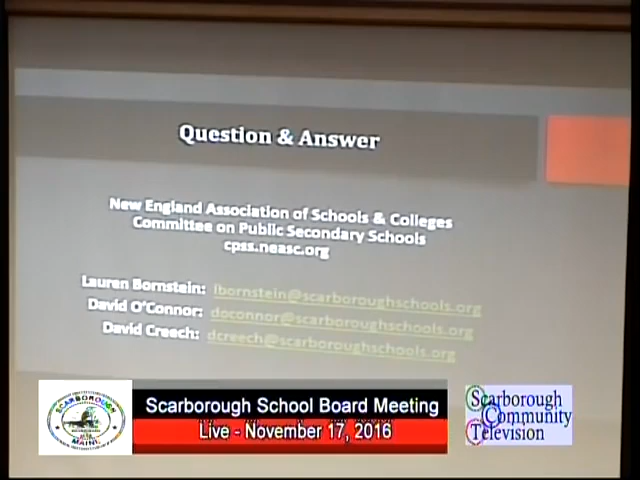 Question & Answer
New England Association of Schools & Colleges
Committee on Public Secondary Schools
cpss.neasc.org
Lauren Bornstein: lbornstein@scarboroughschools.org
David O'Connor: doconnor@scarboroughschools.org
David Creech: dcreech@scarboroughschools.org
SCARBOROUGH
MAINE
Scarborough School Board Meeting
Live - November 17, 2016
Scarborough
Community
Television